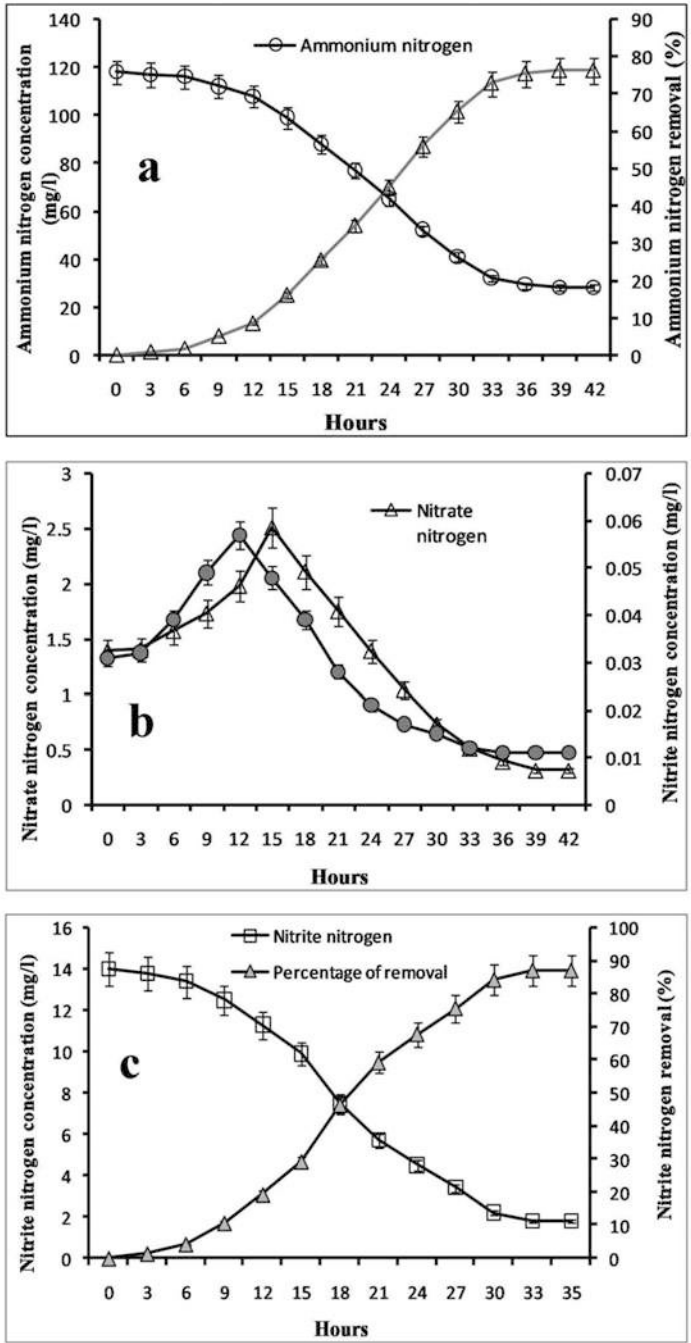 Ammonium nitrogen
Ammonium nitrogen concentration
(mg/l)
140
120
100
80
60
40
20
0
a
90
80
70
60
50
40
30
20
10
0
Ammonium nitrogen removal (%)
0 3 6 9 12 15 18 21 24 27 30 33 36 39 42
Hours
Nitrate
nitrogen
Nitrate nitrogen concentration (mg/l)
3
2.5
2
1.5
1
0.5
0
b
0.07
0.06
0.05
0.04
0.03
0.02
0.01
0
Nitrite nitrogen concentration (mg/l)
0 3 6 9 12 15 18 21 24 27 30 33 36 39 42
Hours
Nitrite nitrogen
Percentage of removal
Nitrite nitrogen concentration (mg/l)
16
14
12
10
8
6
4
2
0
c
100
90
80
70
60
50
40
30
20
10
0
Nitrite nitrogen removal (%)
0 3 6 9 12 15 18 21 24 27 30 33 35
Hours